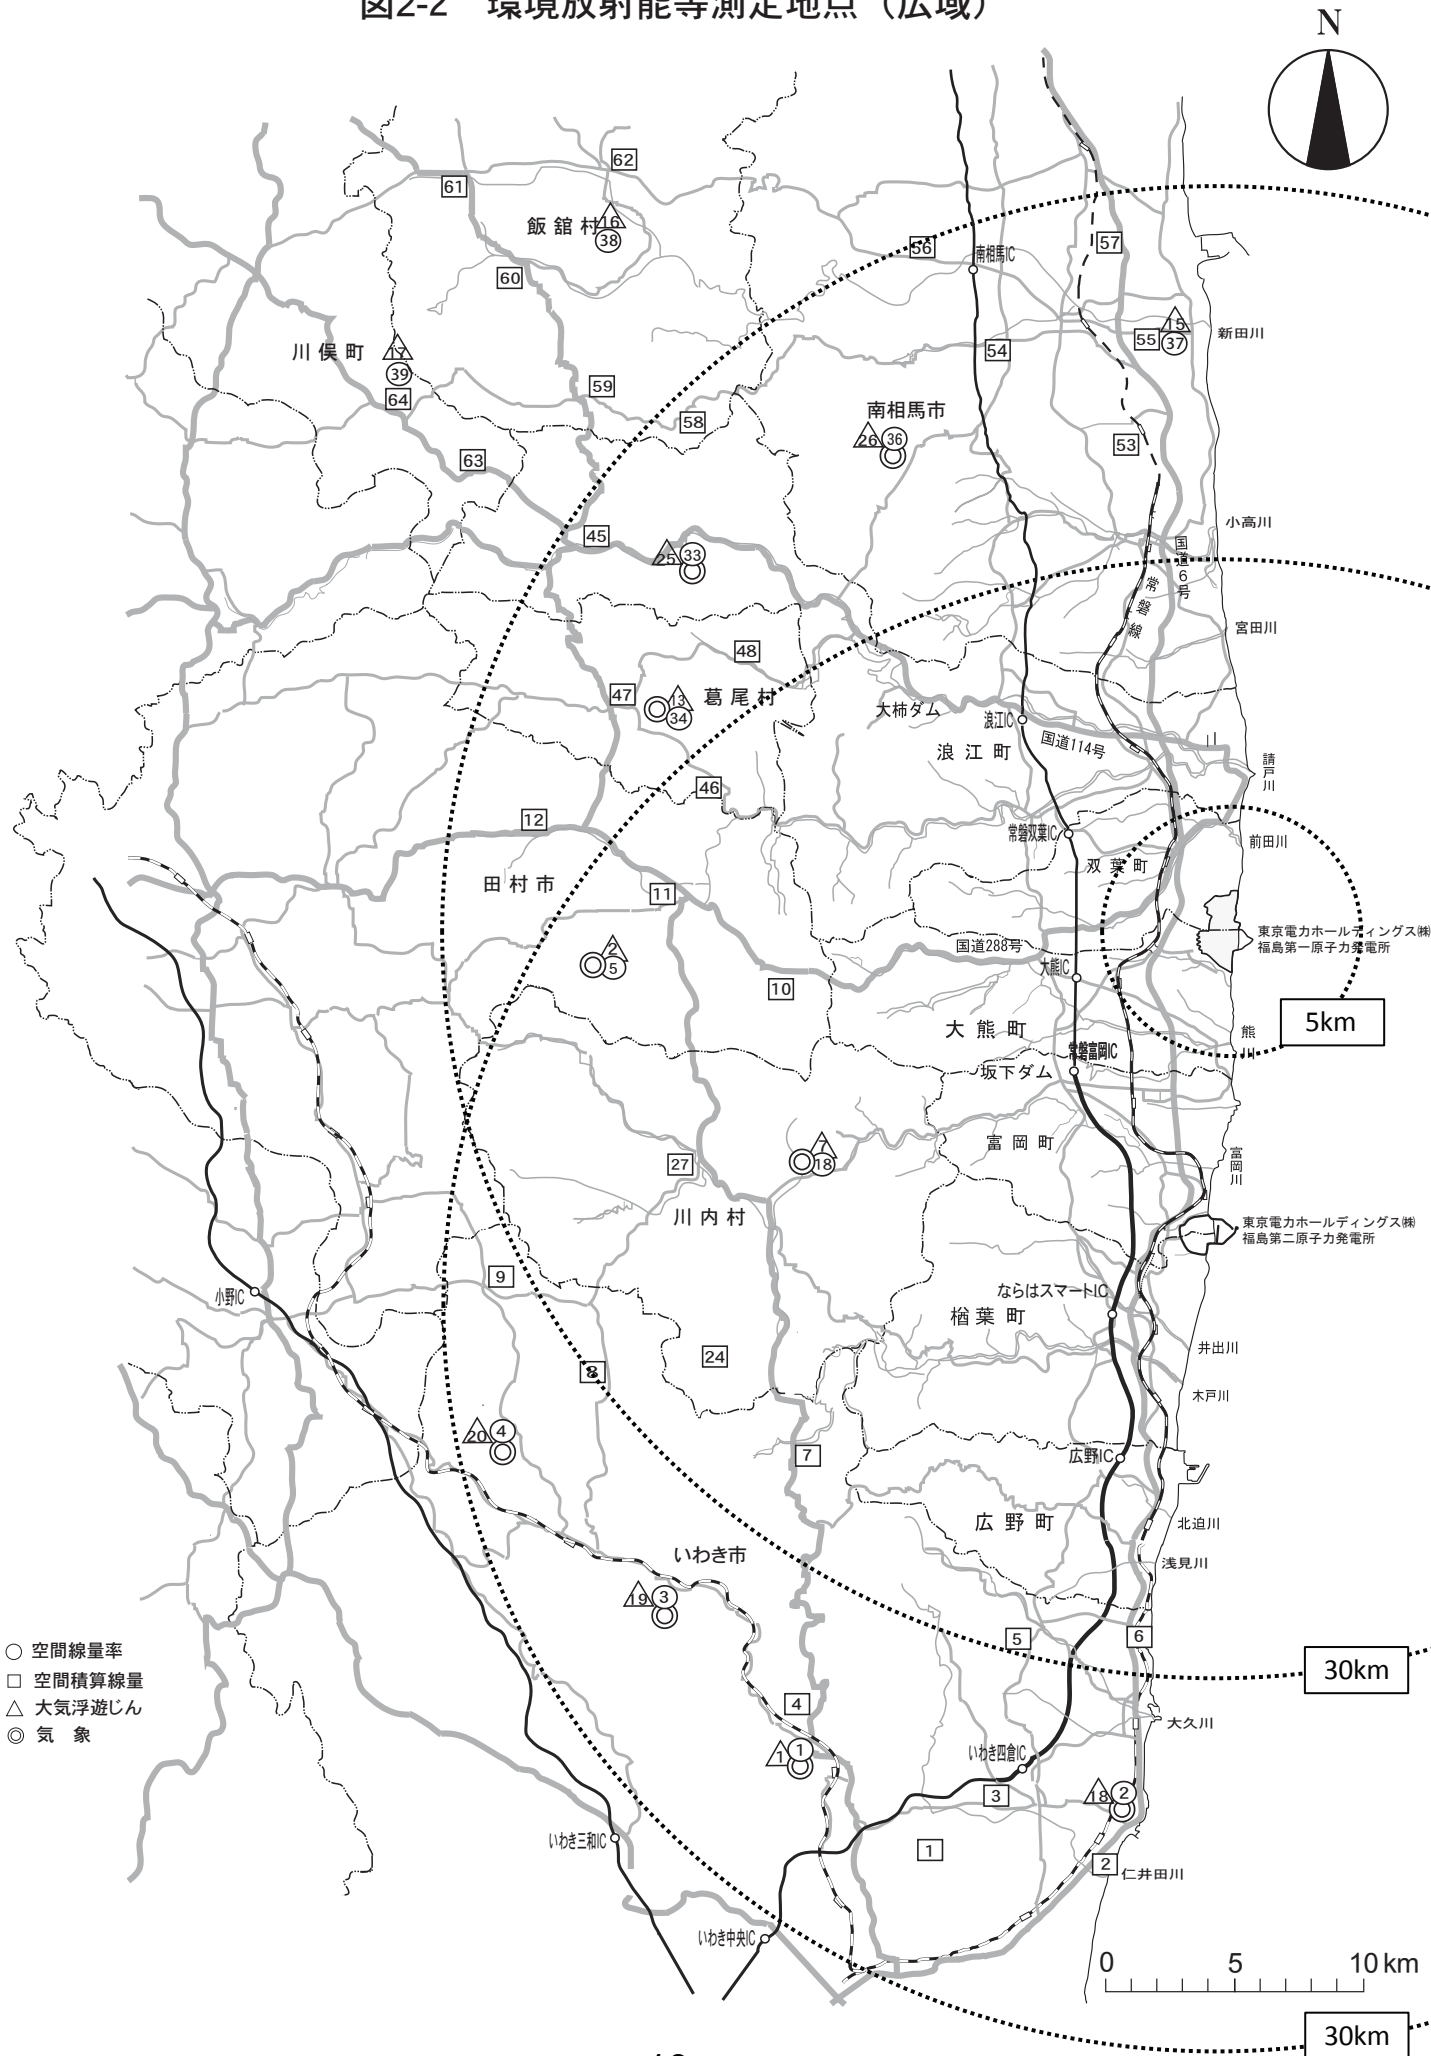 図2-2 環境放射能等測定地点（広域）
N
62
61
飯舘村
16
38
57
56
南相馬IC
60
15
55
37
新田川
川俣町
17
39
54
64
59
58
南相馬市
26
36
53
63
小高川
45
25
33
国道6号
常磐線
宮田川
48
47
13
34
葛尾村
大柿ダム
浪江IC
国道114号
浪江町
請戸川
46
12
常磐双葉IC
前田川
双葉町
田村市
11
東京電力ホールディングス㈱
福島第一原子力発電所
国道288号
2
5
大熊IC
10
5km
大熊町
熊川
常磐富岡IC
坂下ダム
富岡町
7
18
27
富岡川
川内村
東京電力ホールディングス㈱
福島第二原子力発電所
9
小野IC
ならはスマートIC
楢葉町
井出川
24
8
木戸川
20
4
7
広野IC
広野町
北迫川
いわき市
浅見川
19
3
5
6
○ 空間線量率
□ 空間積算線量
△ 大気浮遊じん
◎ 気 象
30km
4
大久川
1
1
いわき四倉IC
3
18
2
いわき三和IC
1
2
仁井田川
いわき中央IC
0 5 10 km
30km